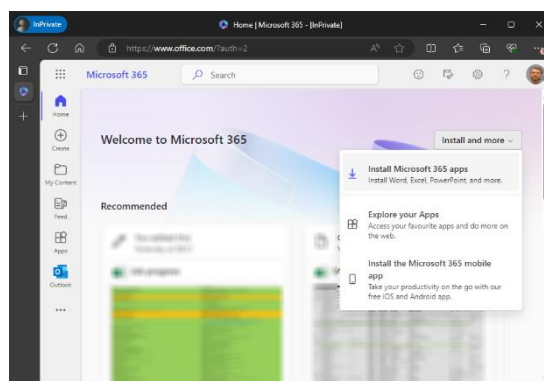 InPrivate
Home | Microsoft 365 - [InPrivate]
https://www.office.com/?auth=2
Microsoft 365
Search
Home
Create
My Content
Feed
Apps
Outlook
Welcome to Microsoft 365
Install and more
Install Microsoft 365 apps
Install Word, Excel, PowerPoint, and more.
Explore your Apps
Access your favourite apps and do more on
the web.
Install the Microsoft 365 mobile
app
Take your productivity on the go with our
free iOS and Android app.
Recommended